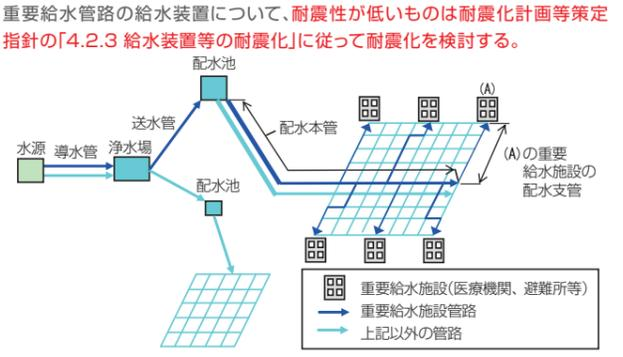 重要給水管路の給水装置について、耐震性が低いものは耐震化計画等策定
指針の「4.2.3 給水装置等の耐震化」に従って耐震化を検討する。
配水池
(A)
送水管
配水本管
水源
導水管
浄水場
(A)の重要
給水施設の
配水支管
配水池
重要給水施設(医療機関、避難所等)
重要給水施設管路
上記以外の管路